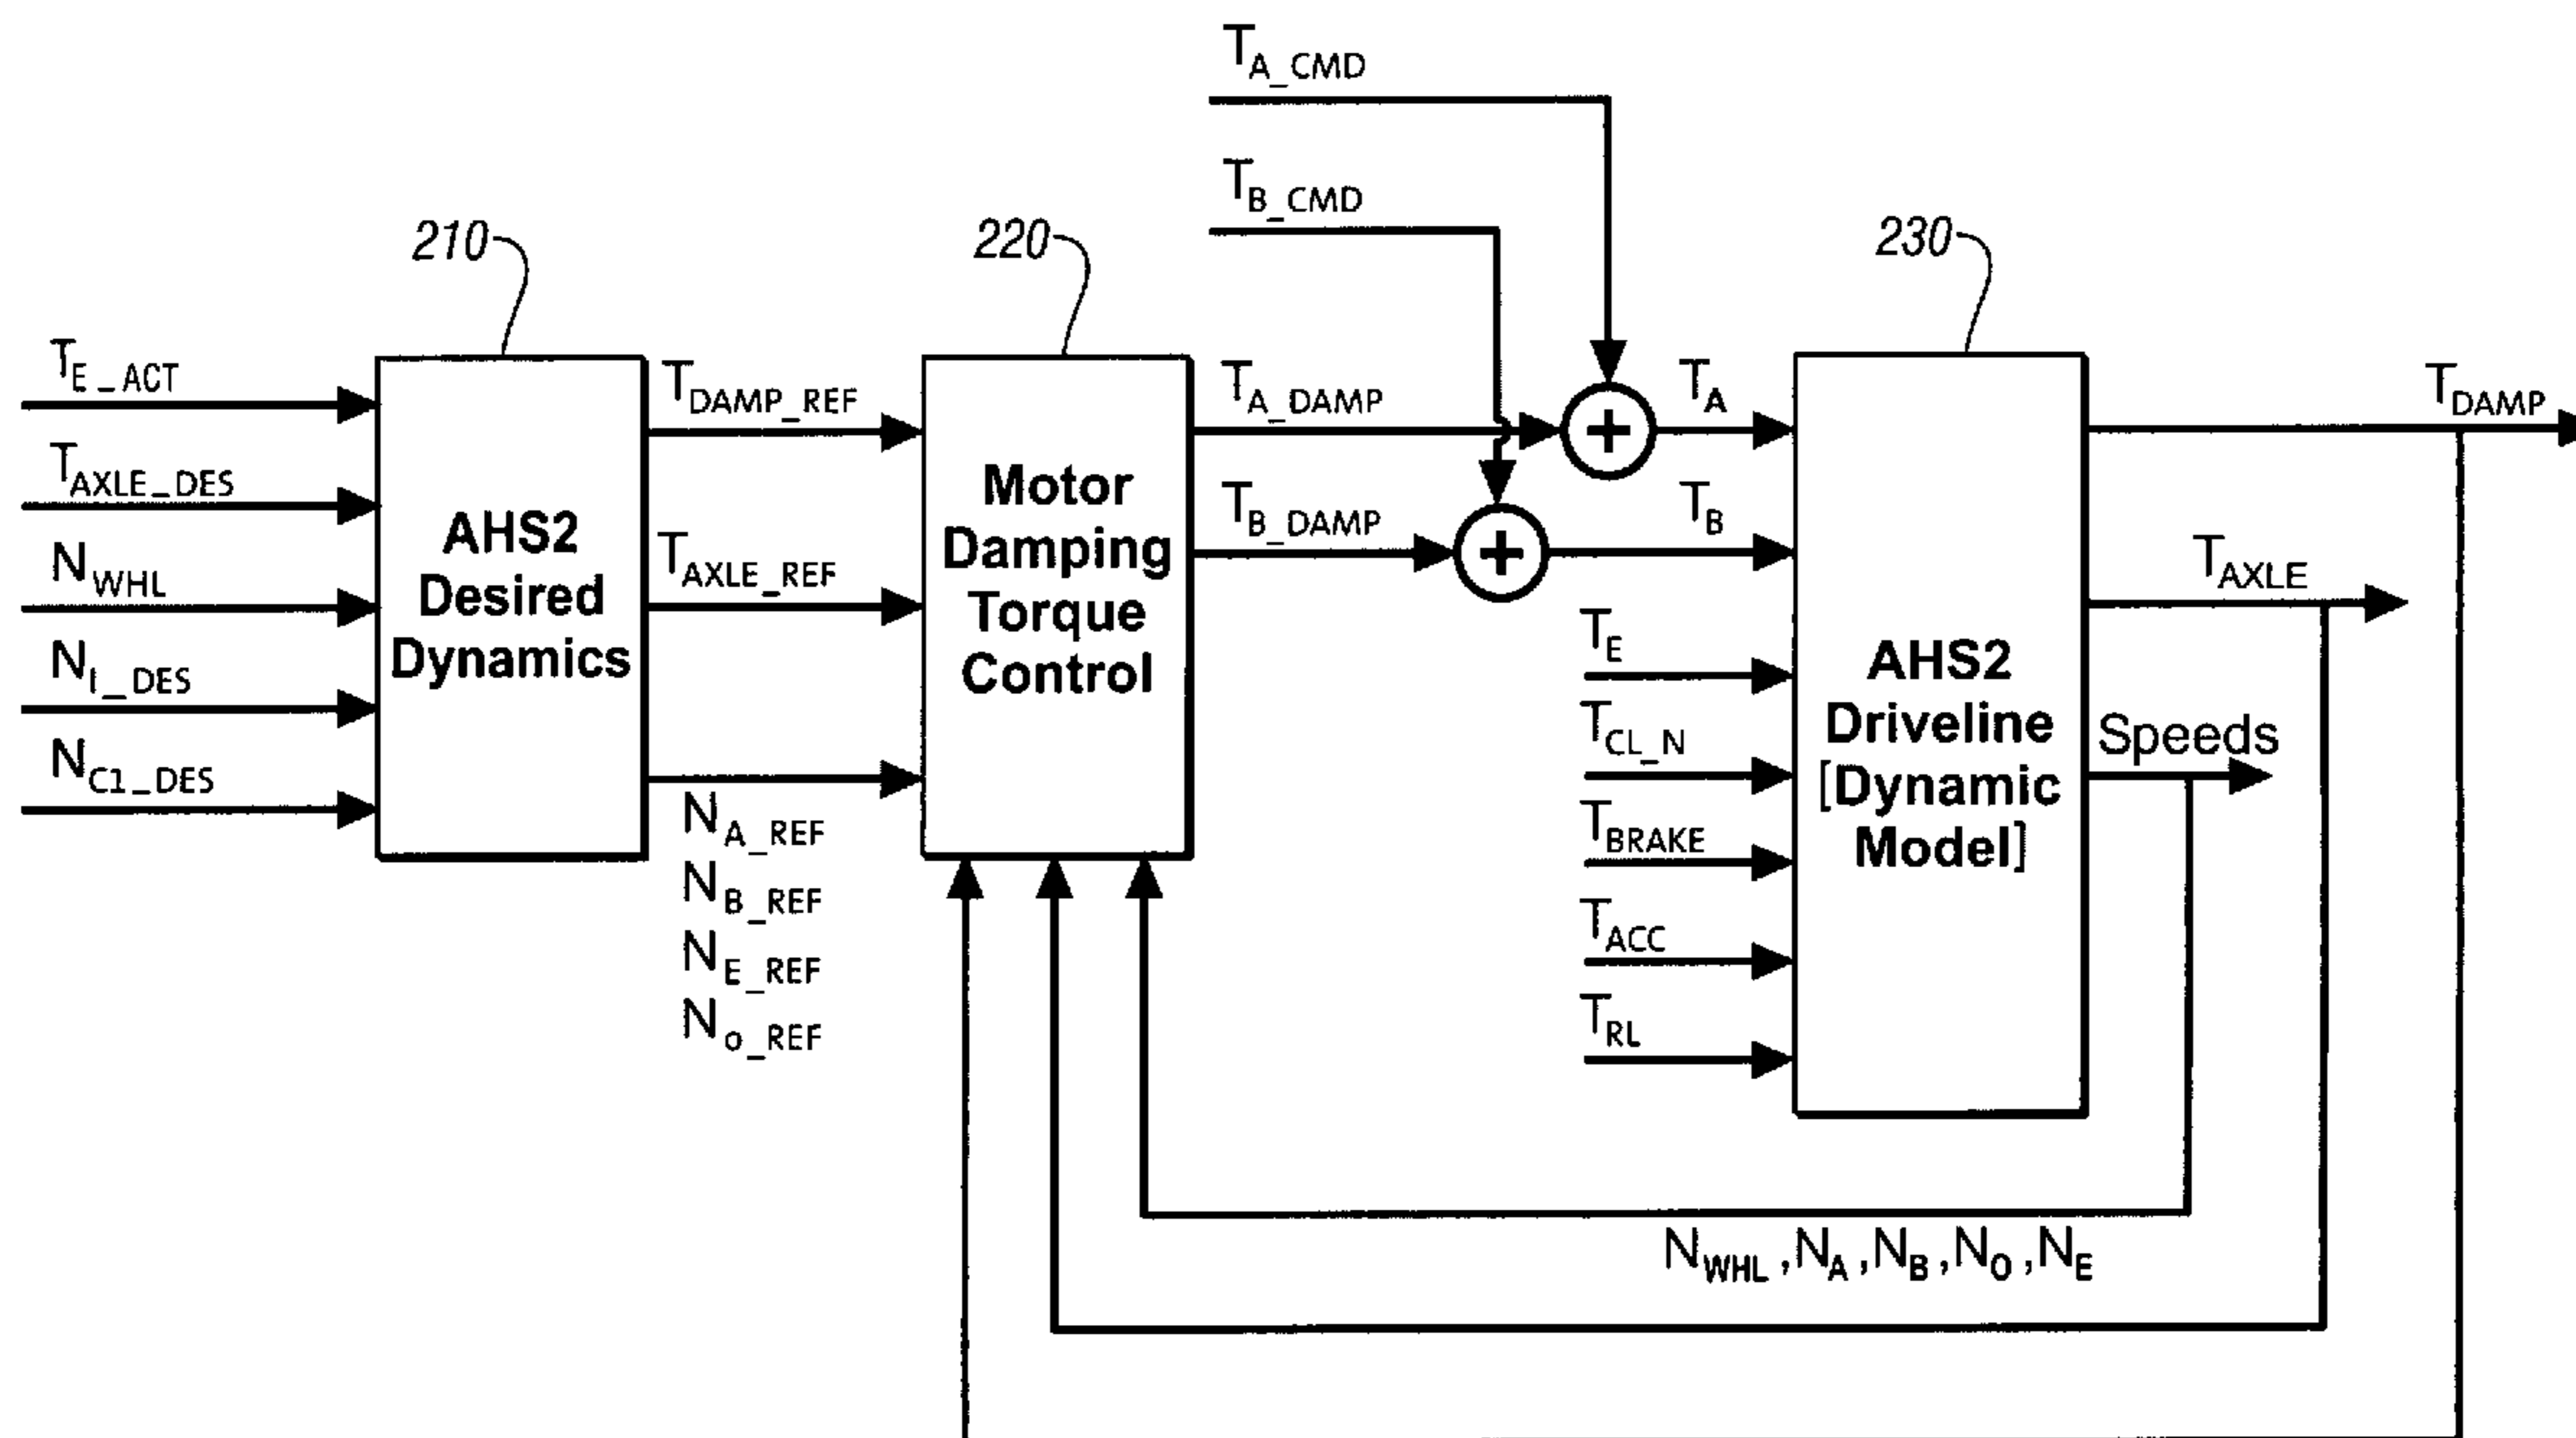 T_A_CMD
T_B_CMD
210
220
230
T_E_ACT
T_AXLE_DES
N_WHL
N_I_DES
N_C1_DES
AHS2
Desired
Dynamics
T_DAMP_REF
T_AXLE_REF
N_A_REF
N_B_REF
N_E_REF
N_o_REF
Motor
Damping
Torque
Control
T_A_DAMP
T_B_DAMP
+
+
T_A
T_B
T_E
T_CL_N
T_BRAKE
T_ACC
T_RL
AHS2
Driveline
[Dynamic
Model]
T_DAMP
T_AXLE
Speeds
N_WHL, N_A, N_B, N_O, N_E